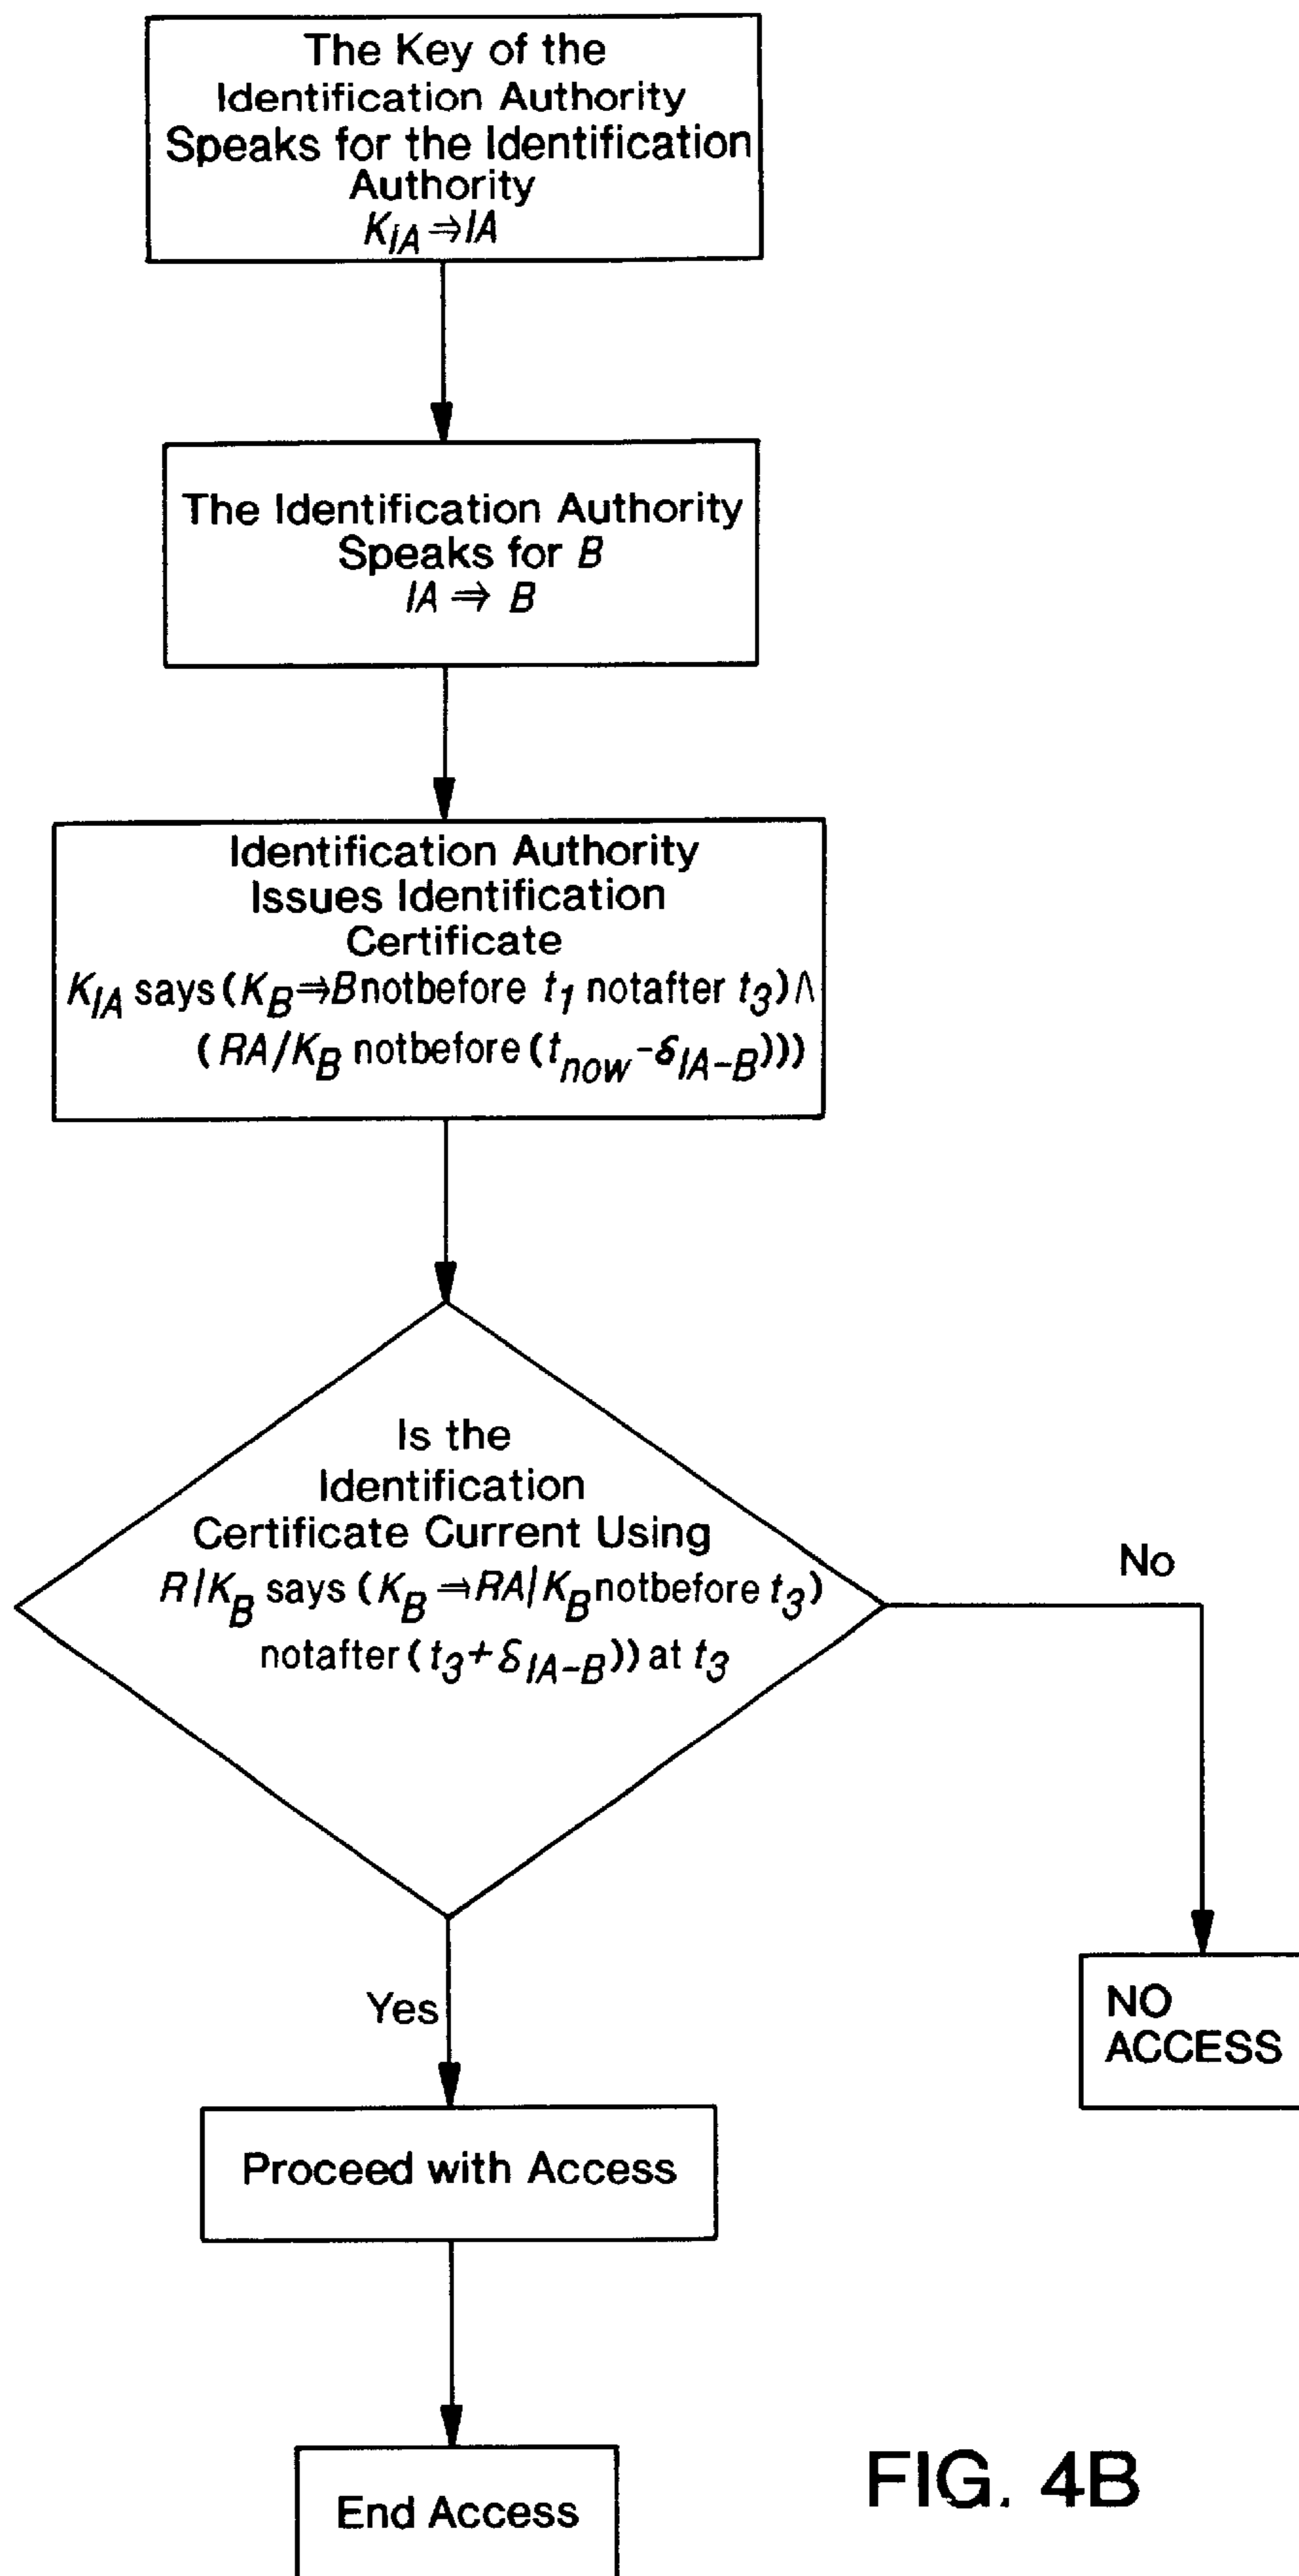 The Key of the
Identification Authority
Speaks for the Identification
Authority
K_IA ⇒ IA
The Identification Authority
Speaks for B
IA ⇒ B
Identification Authority
Issues Identification
Certificate
K_IA says (K_B ⇒ B notbefore t_1 notafter t_3) ∧
(RA/K_B notbefore (t_now - δ_IA-B)))
Is the
Identification
Certificate Current Using
R/K_B says (K_B ⇒ RA/K_B notbefore t_3)
notafter (t_3 + δ_IA-B)) at t_3
No
Yes
NO
ACCESS
Proceed with Access
End Access
FIG. 4B